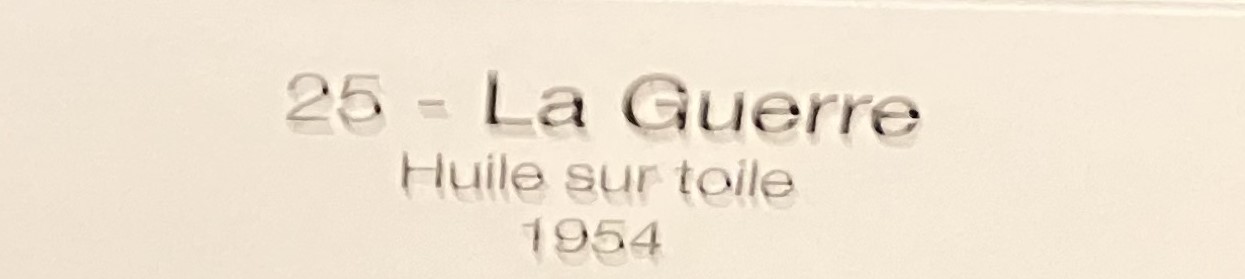 25 - La Guerre
Huile sur toile
1954